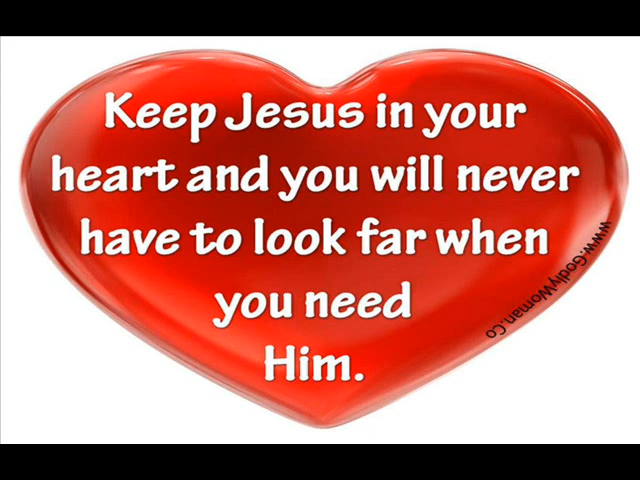 Keep Jesus in your
heart and you will never
have to look far when
you need
Him.
www.GodlyWoman.Co